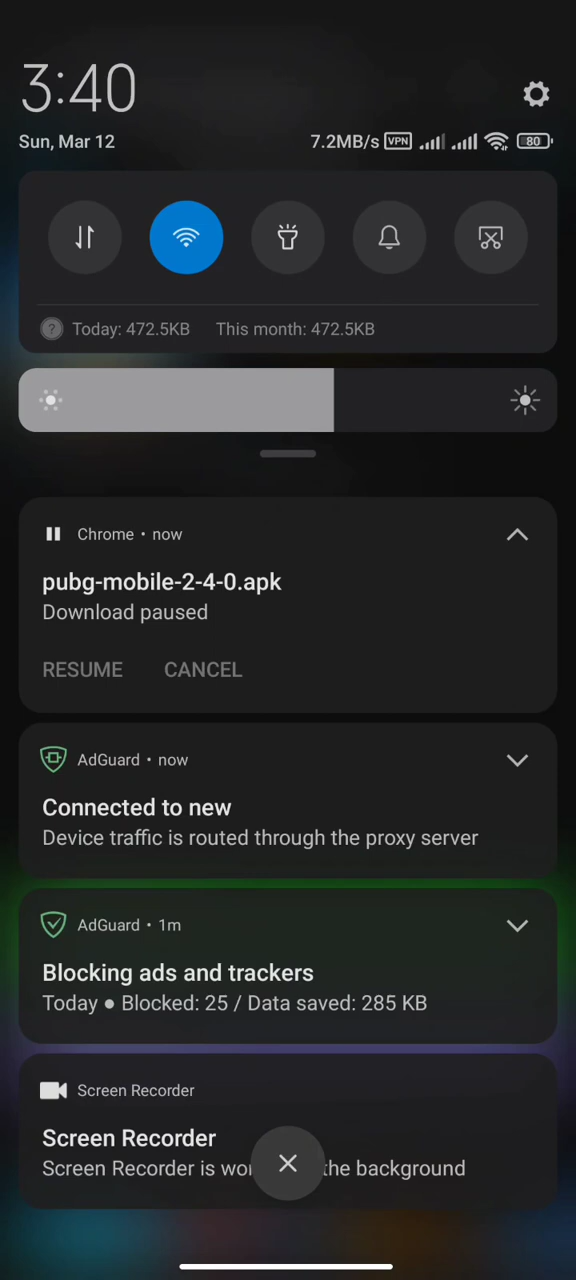 3:40
Sun, Mar 12
7.2MB/s VPN 80
Today: 472.5KB This month: 472.5KB
Chrome • now
pubg-mobile-2-4-0.apk
Download paused
RESUME CANCEL
AdGuard • now
Connected to new
Device traffic is routed through the proxy server
AdGuard • 1m
Blocking ads and trackers
Today ● Blocked: 25 / Data saved: 285 KB
Screen Recorder
Screen Recorder
Screen Recorder is wor the background